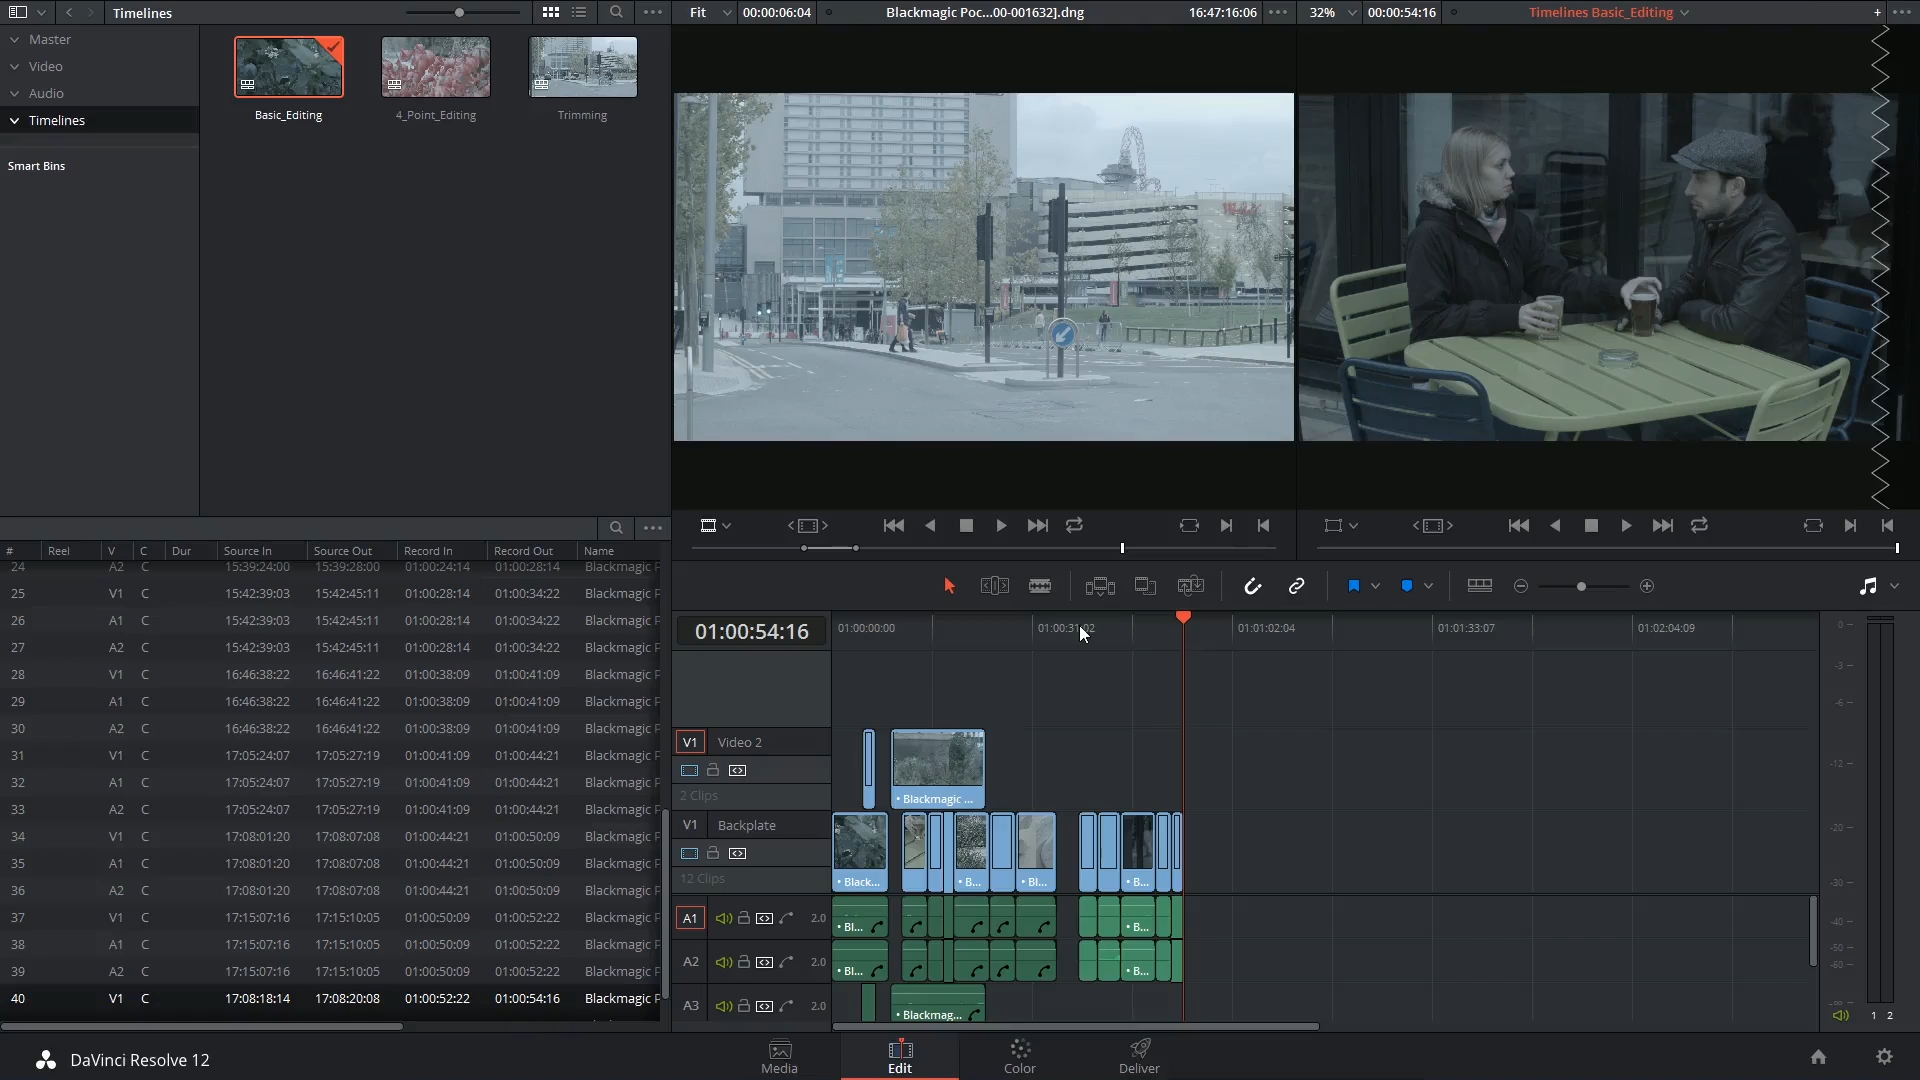 Timelines
Fit 00:00:06:04 Blackmagic Poc...00-001632].dng 16:47:16:06
32% 00:00:54:16 Timelines Basic_Editing
Master
Video
Audio
Timelines
Smart Bins
Basic_Editing 4_Point_Editing Trimming
# Reel V C Dur Source In Source Out Record In Record Out Name
24 A2 C 15:39:24:00 15:39:28:00 01:00:24:14 01:00:28:14 Blackmagic
25 V1 C 15:42:39:03 15:42:45:11 01:00:28:14 01:00:34:22 Blackmagic
26 A1 C 15:42:39:03 15:42:45:11 01:00:28:14 01:00:34:22 Blackmagic
27 A2 C 15:42:39:03 15:42:45:11 01:00:28:14 01:00:34:22 Blackmagic
28 V1 C 16:46:38:22 16:46:41:22 01:00:38:09 01:00:41:09 Blackmagic
29 A1 C 16:46:38:22 16:46:41:22 01:00:38:09 01:00:41:09 Blackmagic
30 A2 C 16:46:38:22 16:46:41:22 01:00:38:09 01:00:41:09 Blackmagic
31 V1 C 17:05:24:07 17:05:27:19 01:00:41:09 01:00:44:21 Blackmagic
32 A1 C 17:05:24:07 17:05:27:19 01:00:41:09 01:00:44:21 Blackmagic
33 A2 C 17:05:24:07 17:05:27:19 01:00:41:09 01:00:44:21 Blackmagic
34 V1 C 17:08:01:20 17:08:07:08 01:00:44:21 01:00:50:09 Blackmagic
35 A1 C 17:08:01:20 17:08:07:08 01:00:44:21 01:00:50:09 Blackmagic
36 A2 C 17:08:01:20 17:08:07:08 01:00:44:21 01:00:50:09 Blackmagic
37 V1 C 17:15:07:16 17:15:10:05 01:00:50:09 01:00:52:22 Blackmagic
38 A1 C 17:15:07:16 17:15:10:05 01:00:50:09 01:00:52:22 Blackmagic
39 A2 C 17:15:07:16 17:15:10:05 01:00:50:09 01:00:52:22 Blackmagic
40 V1 C 17:08:18:14 17:08:20:08 01:00:52:22 01:00:54:16 Blackmagic
01:00:54:16 01:00:00:00 01:00:31:02 01:01:02:04 01:01:33:07 01:02:04:09
V1 Video 2
2 Clips
• Blackmagic ...
V1 Backplate
12 Clips
• Black... • B... • Bl... • B...
A1 2.0 • Bl... • B...
A2 2.0 • Bl... • B...
A3 2.0 • Blackmag...
0
-3
-6
-12
-20
-30
-40
-50
-60
1 2
DaVinci Resolve 12
Media Edit Color Deliver